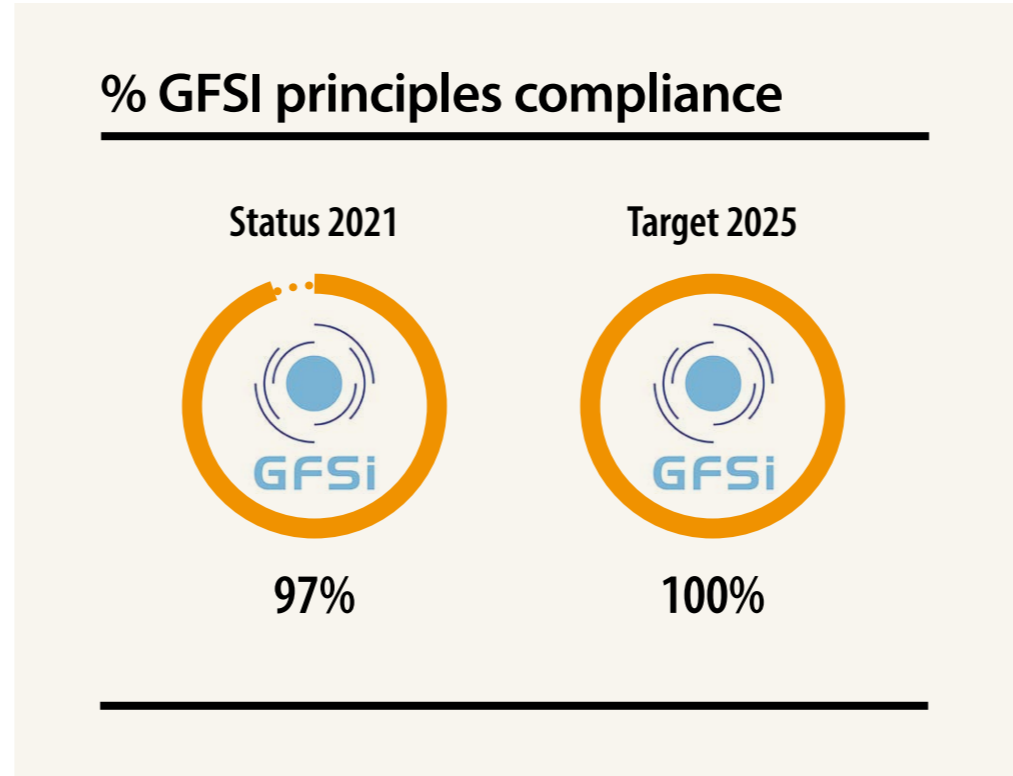 % GFSI principles compliance
Status 2021
Target 2025
GFSi
GFSi
97%
100%